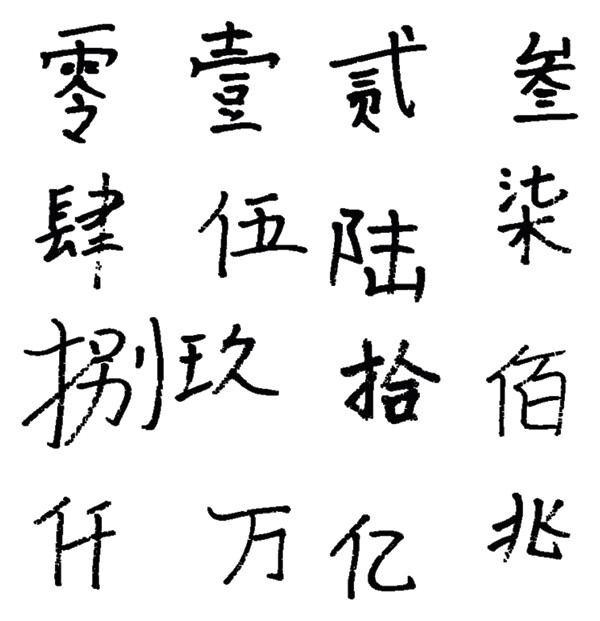 零 壹 贰 叁
肆 伍 陆 柒
捌 玖 拾 佰
仟 万 亿 兆